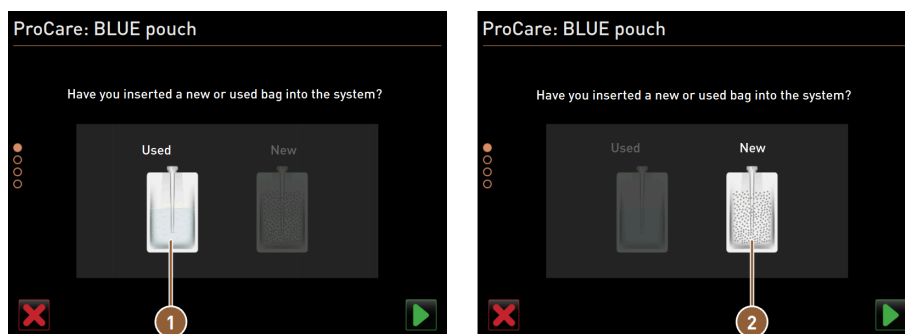 ProCare: BLUE pouch
Have you inserted a new or used bag into the system?
Used New
1
ProCare: BLUE pouch
Have you inserted a new or used bag into the system?
Used New
2